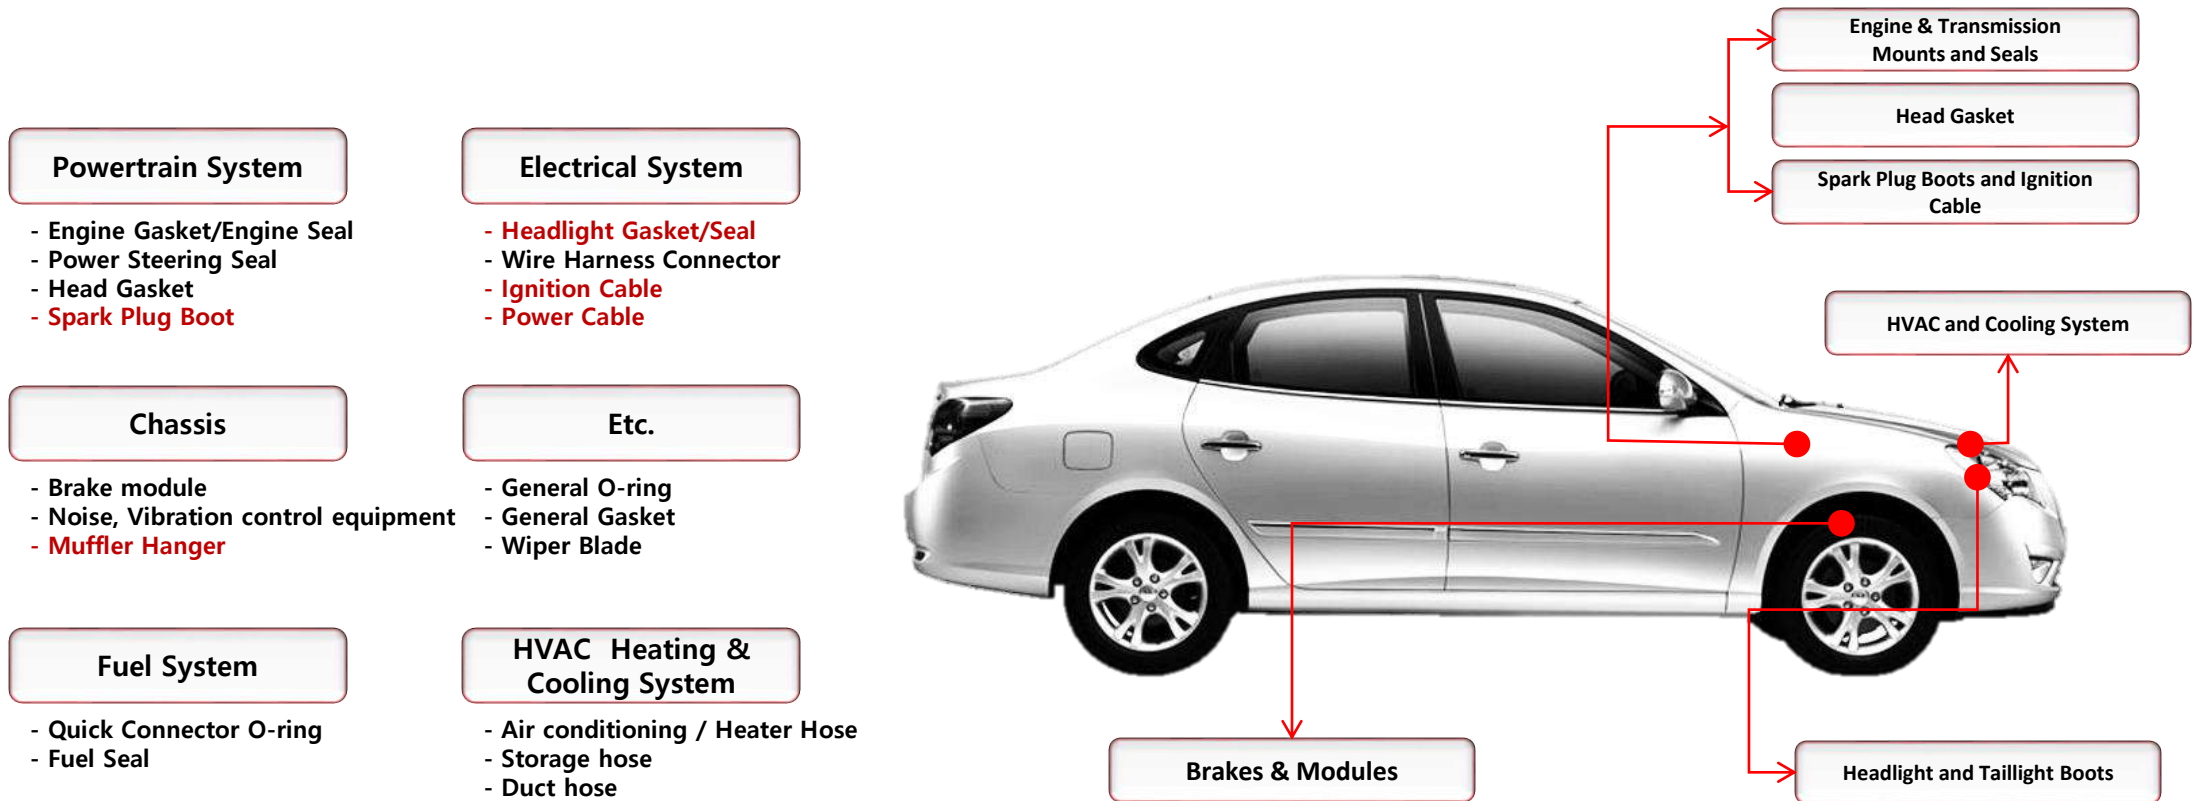 Powertrain System
- Engine Gasket/Engine Seal
- Power Steering Seal
- Head Gasket
- Spark Plug Boot
Electrical System
- Headlight Gasket/Seal
- Wire Harness Connector
- Ignition Cable
- Power Cable
Chassis
- Brake module
- Noise, Vibration control equipment
- Muffler Hanger
Etc.
- General O-ring
- General Gasket
- Wiper Blade
Fuel System
- Quick Connector O-ring
- Fuel Seal
HVAC Heating &
Cooling System
- Air conditioning / Heater Hose
- Storage hose
- Duct hose
Engine & Transmission
Mounts and Seals
Head Gasket
Spark Plug Boots and Ignition
Cable
HVAC and Cooling System
Brakes & Modules
Headlight and Taillight Boots